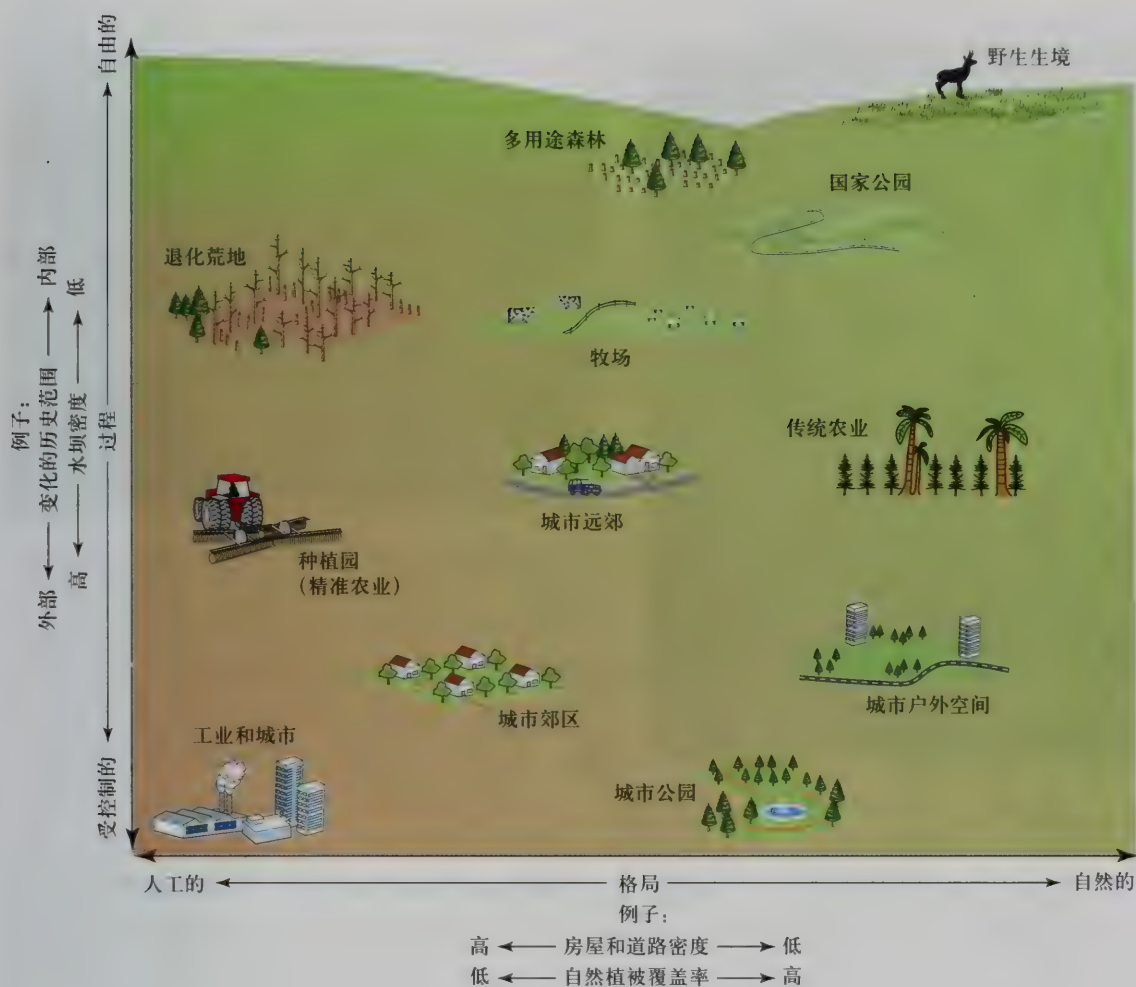 自由的
野生生境
多用途森林
国家公园
退化荒地
牧场
传统农业
城市远郊
种植园
（精准农业）
城市户外空间
城市郊区
工业和城市
城市公园
受控制的
过程
例子：
外部 变化的历史范围 内部
高 水坝密度 低
人工的 格局 自然的
例子：
高 房屋和道路密度 低
低 自然植被覆盖率 高